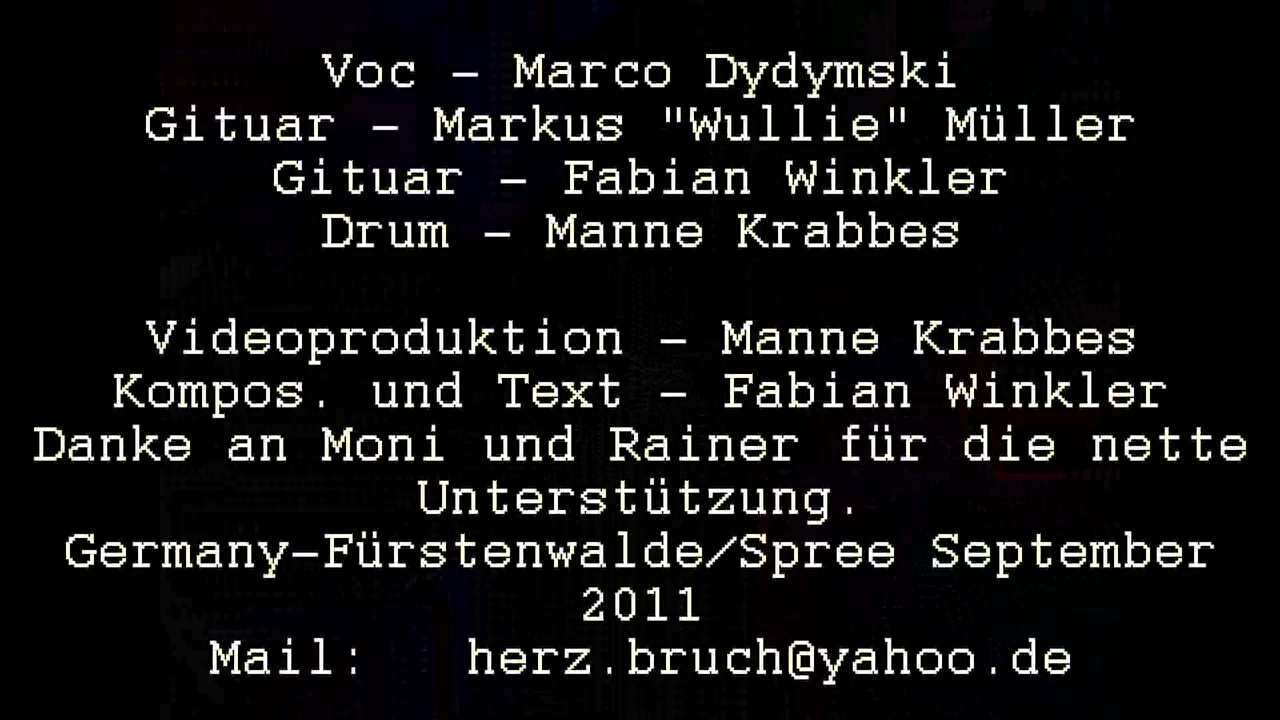 Voc - Marco Dydymski
Gituar - Markus "Wullie" Müller
Gituar - Fabian Winkler
Drum - Manne Krabbes
Videoproduktion - Manne Krabbes
Kompos. und Text - Fabian Winkler
Danke an Moni und Rainer für die nette
Unterstützung.
Germany-Fürstenwalde/Spree September
2011
Mail: herz.bruch@yahoo.de